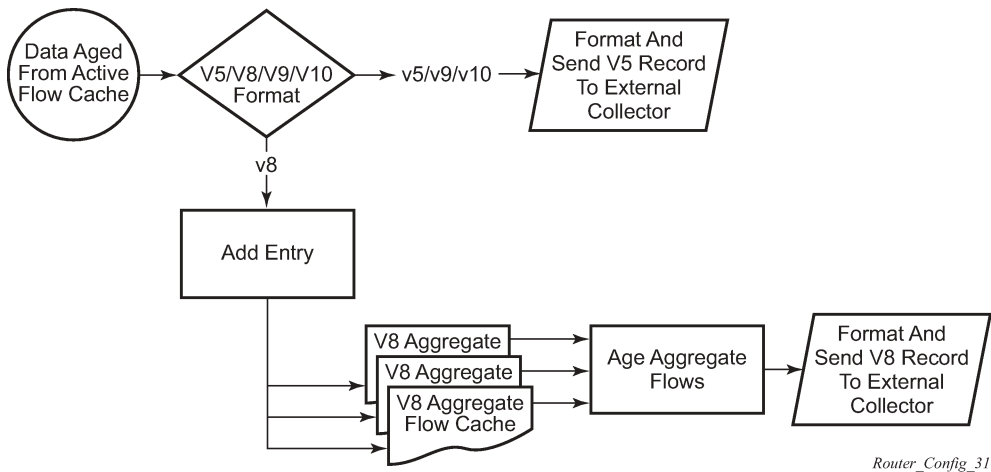 Data Aged
From Active
Flow Cache
V5/V8/V9/V10
Format
v5/v9/v10
Format And
Send V5 Record
To External
Collector
v8
Add Entry
V8 Aggregate
V8 Aggregate
V8 Aggregate
Flow Cache
Age Aggregate
Flows
Format And
Send V8 Record
To External
Collector
Router_Config_31